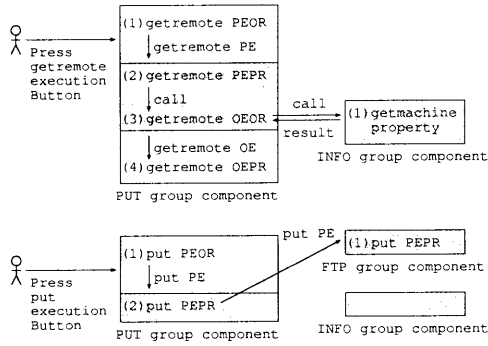 (1)getremote PEOR
Press
getremote
execution
Button
getremote PE
(2)getremote PEPR
call
(3)getremote OEOR
call
result
(1)getmachine
property
INFO group component
getremote OE
(4)getremote OEPR
PUT group component
put PE
(1)put PEPR
FTP group component
(1)put PEOR
Press
put
execution
Button
put PE
(2)put PEPR
PUT group component
INFO group component